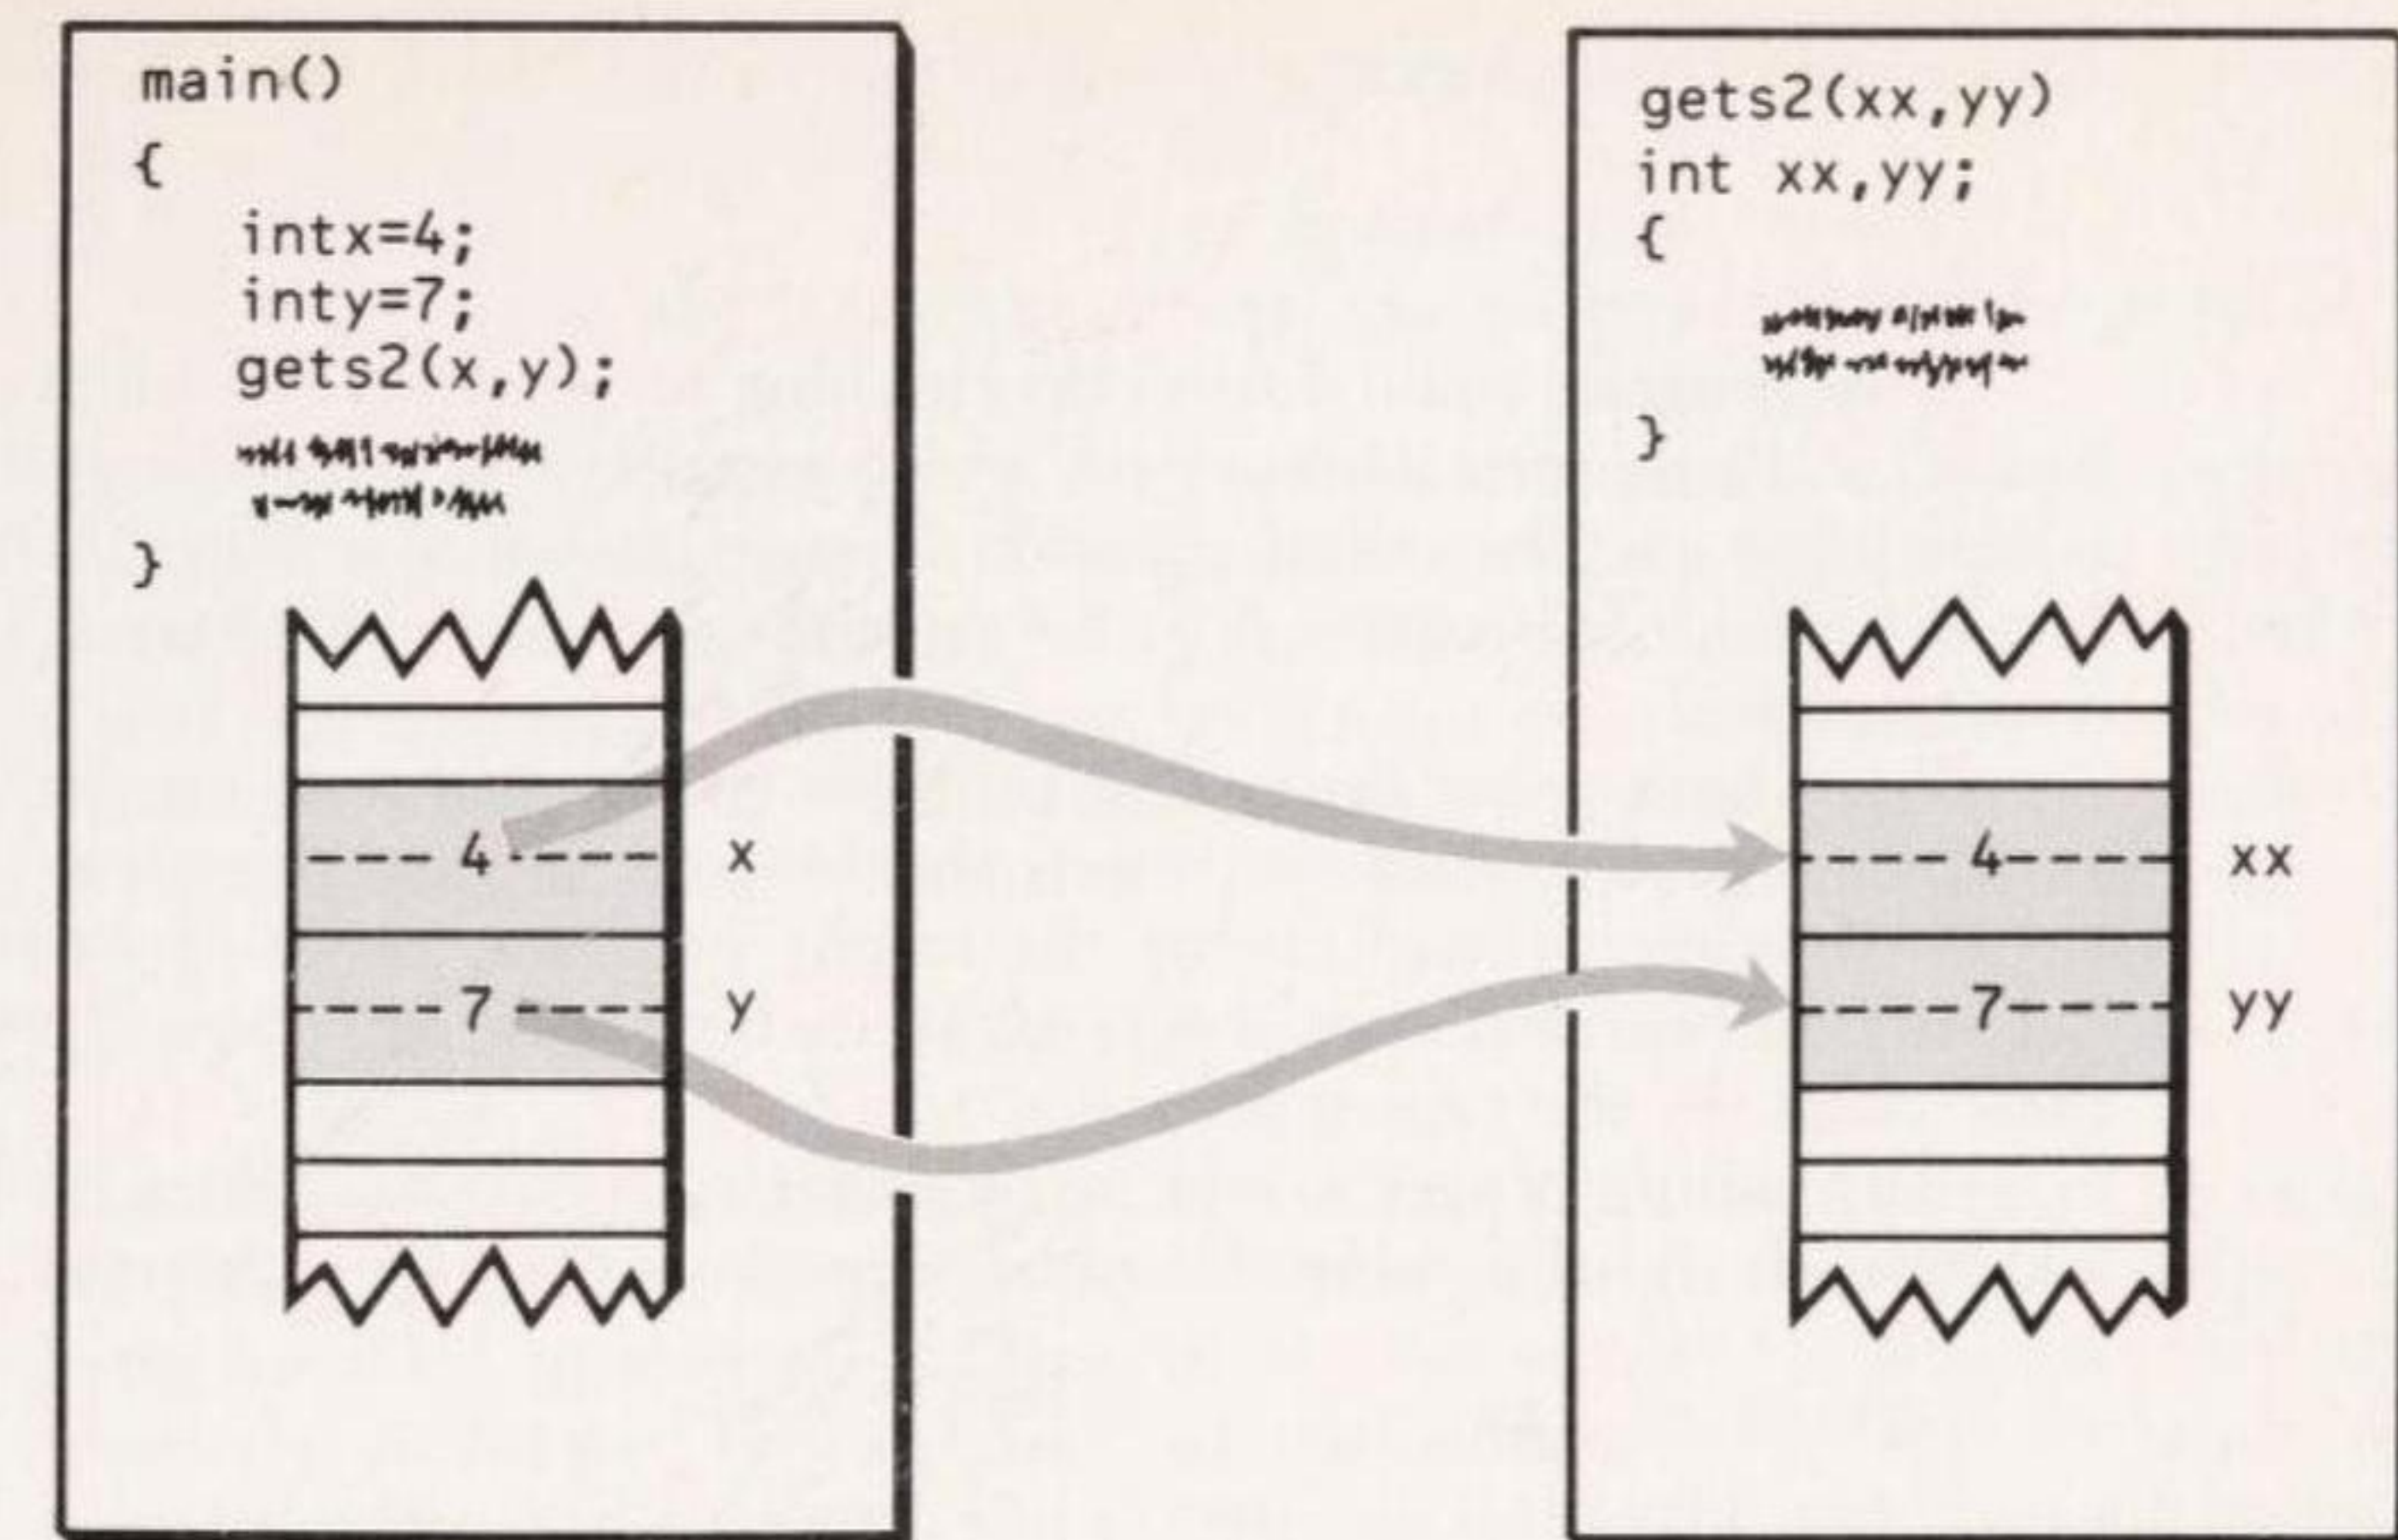 main()
{
intx=4;
inty=7;
gets2(x,y);
}
4 x
7 y
gets2(xx,yy)
int xx,yy;
{
}
4 xx
7 yy